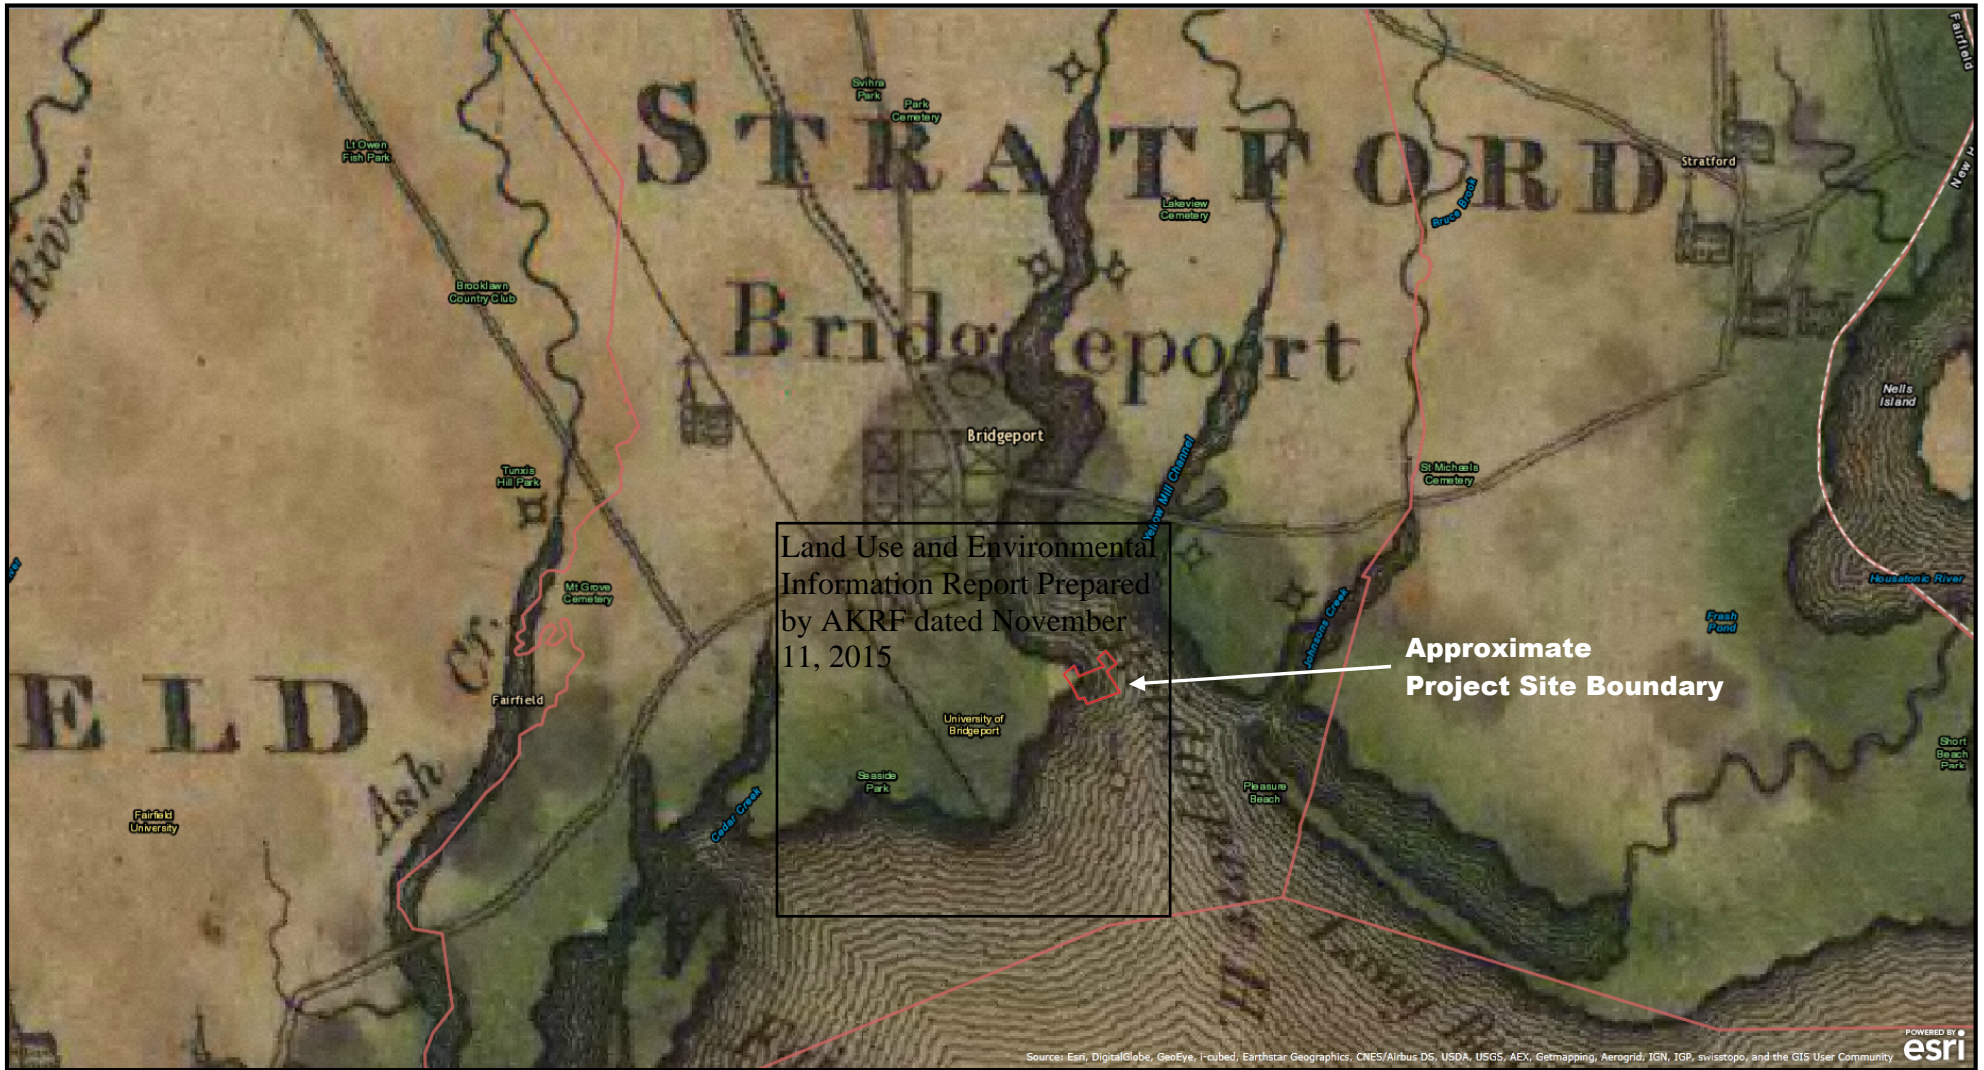 Fairfield
Svihra
Park
Park
Cemetery
STRATFORD
Lt Owen
Fish Park
Stratford
New H
River.
Lakeview
Cemetery
Bruce Brook
Brooklawn
Country Club
Bridgeport
Nells
Island
Bridgeport
Tunxis
Hill Park
Yellow Mill Channel
St Michaels
Cemetery
Land Use and Environmental
Information Report Prepared
by AKRF dated November
11, 2015
Mt Grove
Cemetery
Housatonic River
Johnsons Creek
Frash
Pond
Approximate
Project Site Boundary
ELD
Ash Cr.
Fairfield
University of
Bridgeport
Short
Beach
Park
Seaside
Park
Pleasure
Beach
Cedar Creek
Fairfield
University
POWERED BY
esri
Source: Esri, DigitalGlobe, GeoEye, i-cubed, Earthstar Geographics, CNES/Airbus DS, USDA, USGS, AEX, Getmapping, Aerogrid, IGN, IGP, swisstopo, and the GIS User Community